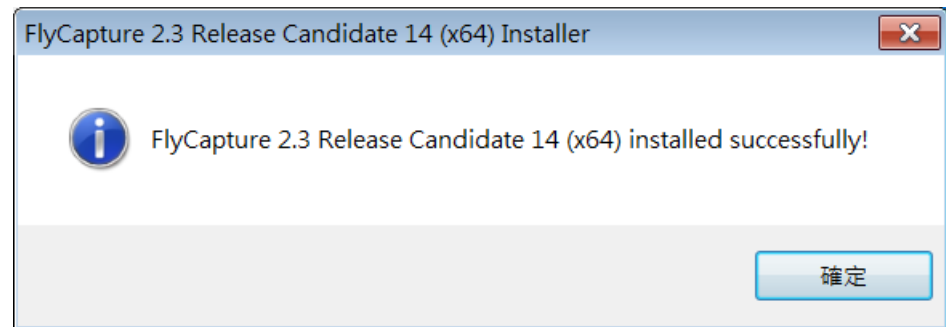 FlyCapture 2.3 Release Candidate 14 (x64) Installer
FlyCapture 2.3 Release Candidate 14 (x64) installed successfully!
確定